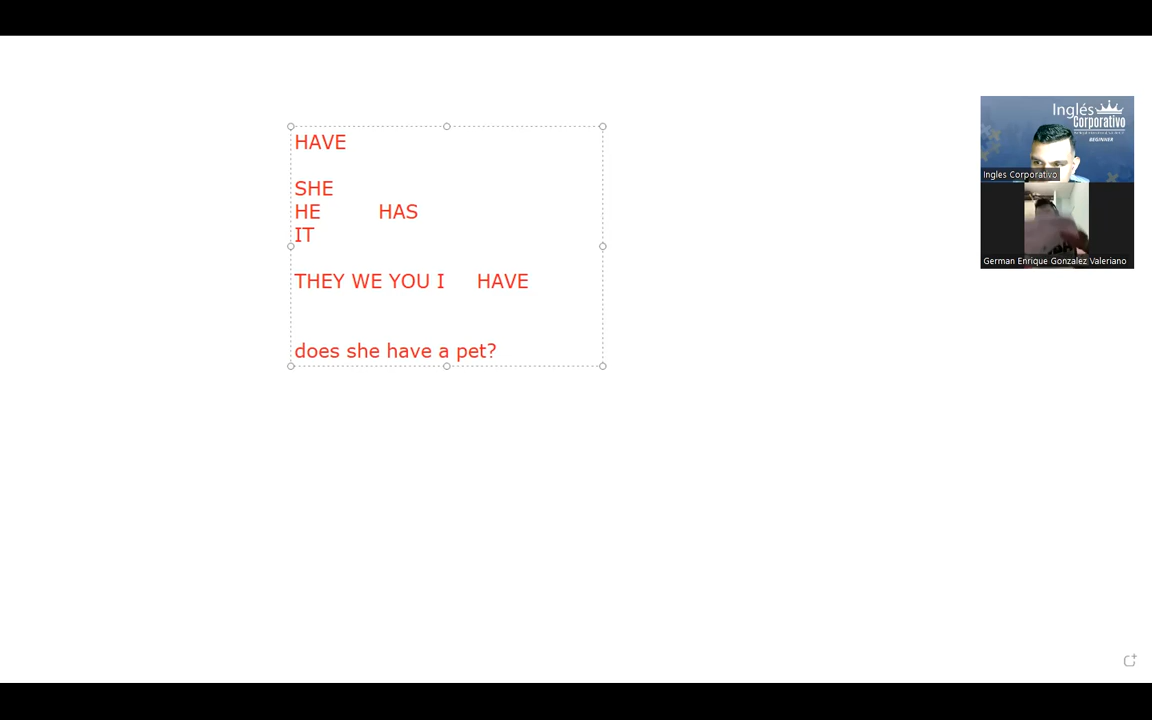 HAVE
SHE
HE HAS
IT
THEY WE YOU I HAVE
does she have a pet?
Inglés
Corporativo
BEGINNER
Ingles Corporativo
German Enrique Gonzalez Valeriano